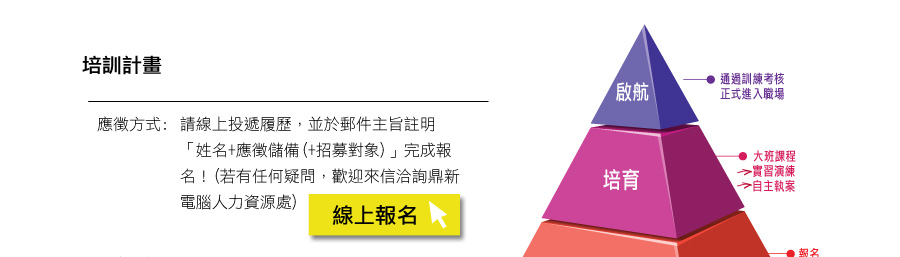 培訓計畫
應徵方式: 請線上投遞履歷，並於郵件主旨註明
「姓名+應徵儲備(+招募對象)」完成報
名！(若有任何疑問，歡迎來信洽詢鼎新
電腦人力資源處)
線上報名
啟航
通過訓練考核
正式進入職場
培育
大班課程
實習演練
自主執案
報名